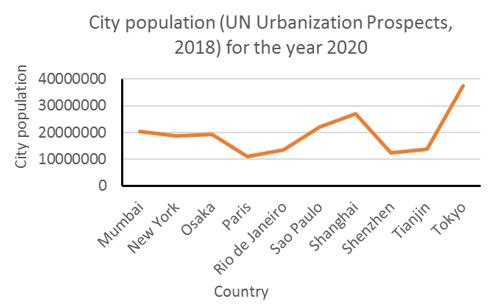 City population (UN Urbanization Prospects,
2018) for the year 2020
City population
40000000
30000000
20000000
10000000
0
Mumbai
New York
Osaka
Paris
Rio de Janeiro
Sao Paulo
Shanghai
Shenzhen
Tianjin
Tokyo
Country